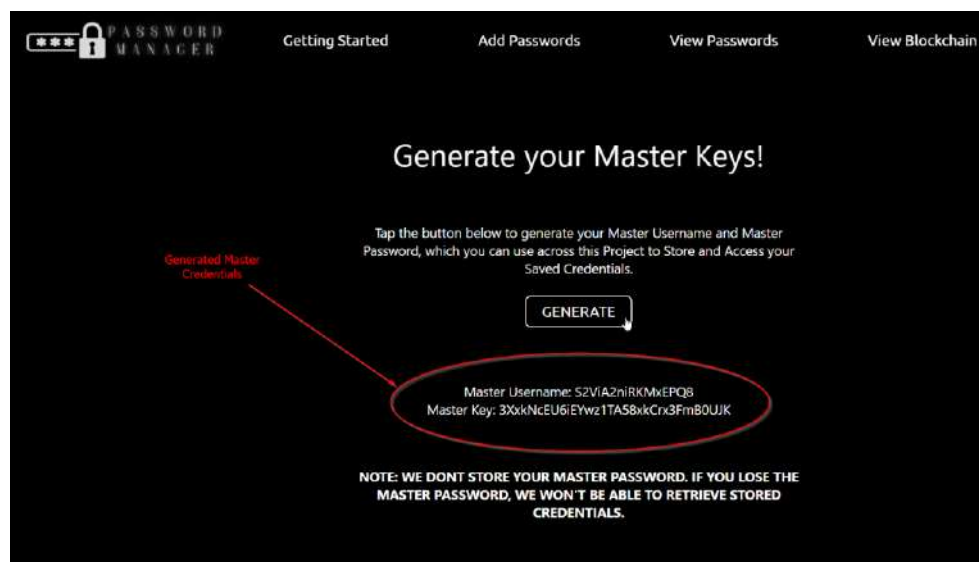 ***
PASSWORD
MANAGER
Getting Started
Add Passwords
View Passwords
View Blockchain
Generate your Master Keys!
Tap the button below to generate your Master Username and Master
Password, which you can use across this Project to Store and Access your
Saved Credentials.
Generated Master
Credentials
GENERATE
Master Username: S2ViA2niRKMxEPQ8
Master Key: 3XxkNcEU6iEYwz1TA58xkCrx3FmB0UJK
NOTE: WE DONT STORE YOUR MASTER PASSWORD. IF YOU LOSE THE
MASTER PASSWORD, WE WON'T BE ABLE TO RETRIEVE STORED
CREDENTIALS.